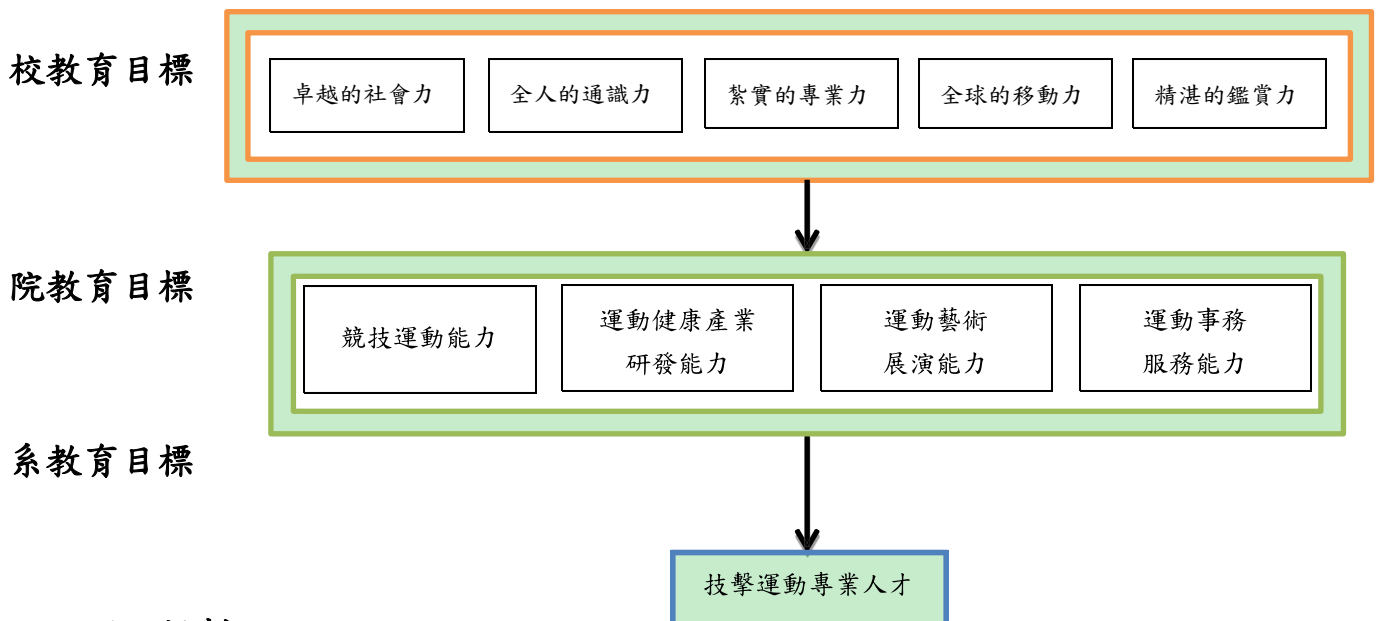 校教育目標
卓越的社會力
全人的通識力
紮實的專業力
全球的移動力
精湛的鑑賞力
院教育目標
競技運動能力
運動健康產業
研發能力
運動藝術
展演能力
運動事務
服務能力
系教育目標
技擊運動專業人才